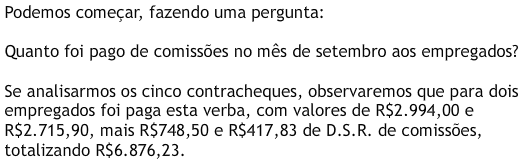 Podemos começar, fazendo uma pergunta:
Quanto foi pago de comissões no mês de setembro aos empregados?
Se analisarmos os cinco contracheques, observaremos que para dois
empregados foi paga esta verba, com valores de R$2.994,00 e
R$2.715,90, mais R$748,50 e R$417,83 de D.S.R. de comissões,
totalizando R$6.876,23.